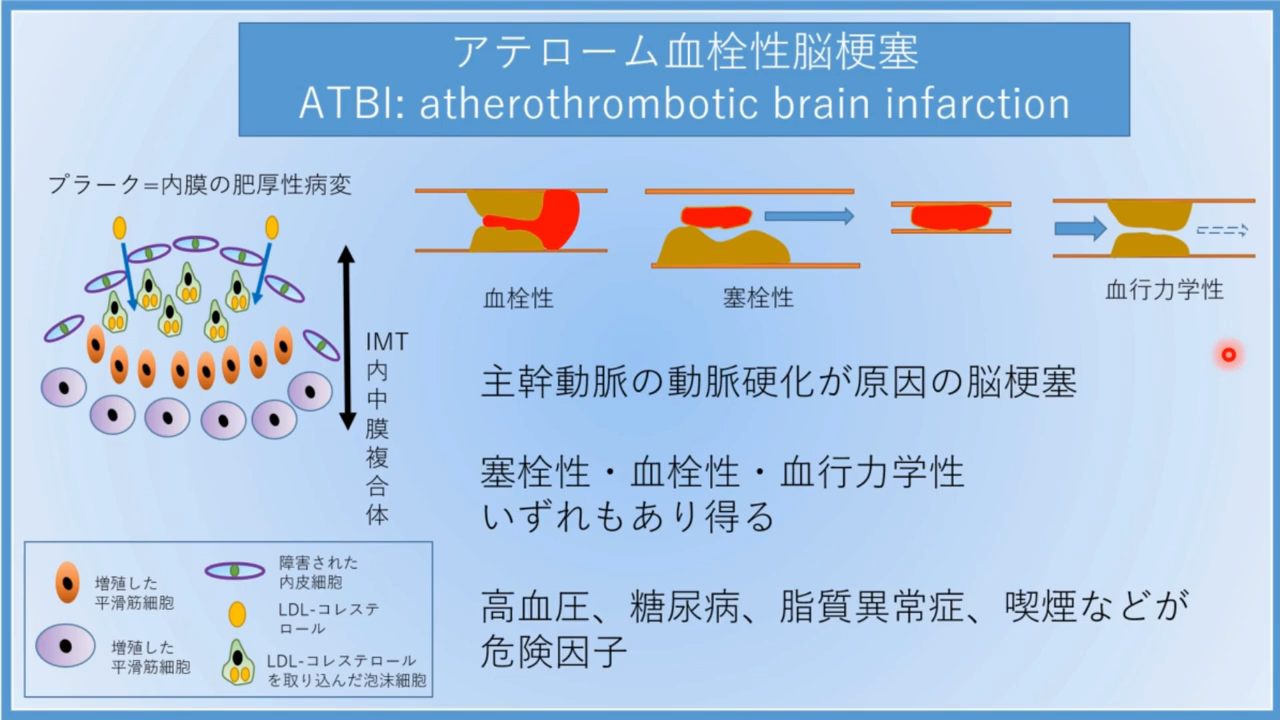 アテローム血栓性脳梗塞
ATBI: atherothrombotic brain infarction
プラーク=内膜の肥厚性病変
IMT
内
中
膜
複
合
体
血栓性
塞栓性
血行力学性
主幹動脈の動脈硬化が原因の脳梗塞
塞栓性・血栓性・血行力学性
いずれもあり得る
高血圧、糖尿病、脂質異常症、喫煙などが
危険因子
増殖した
平滑筋細胞
増殖した
平滑筋細胞
障害された
内皮細胞
LDL-コレステ
ロール
LDL-コレステロール
を取り込んだ泡沫細胞